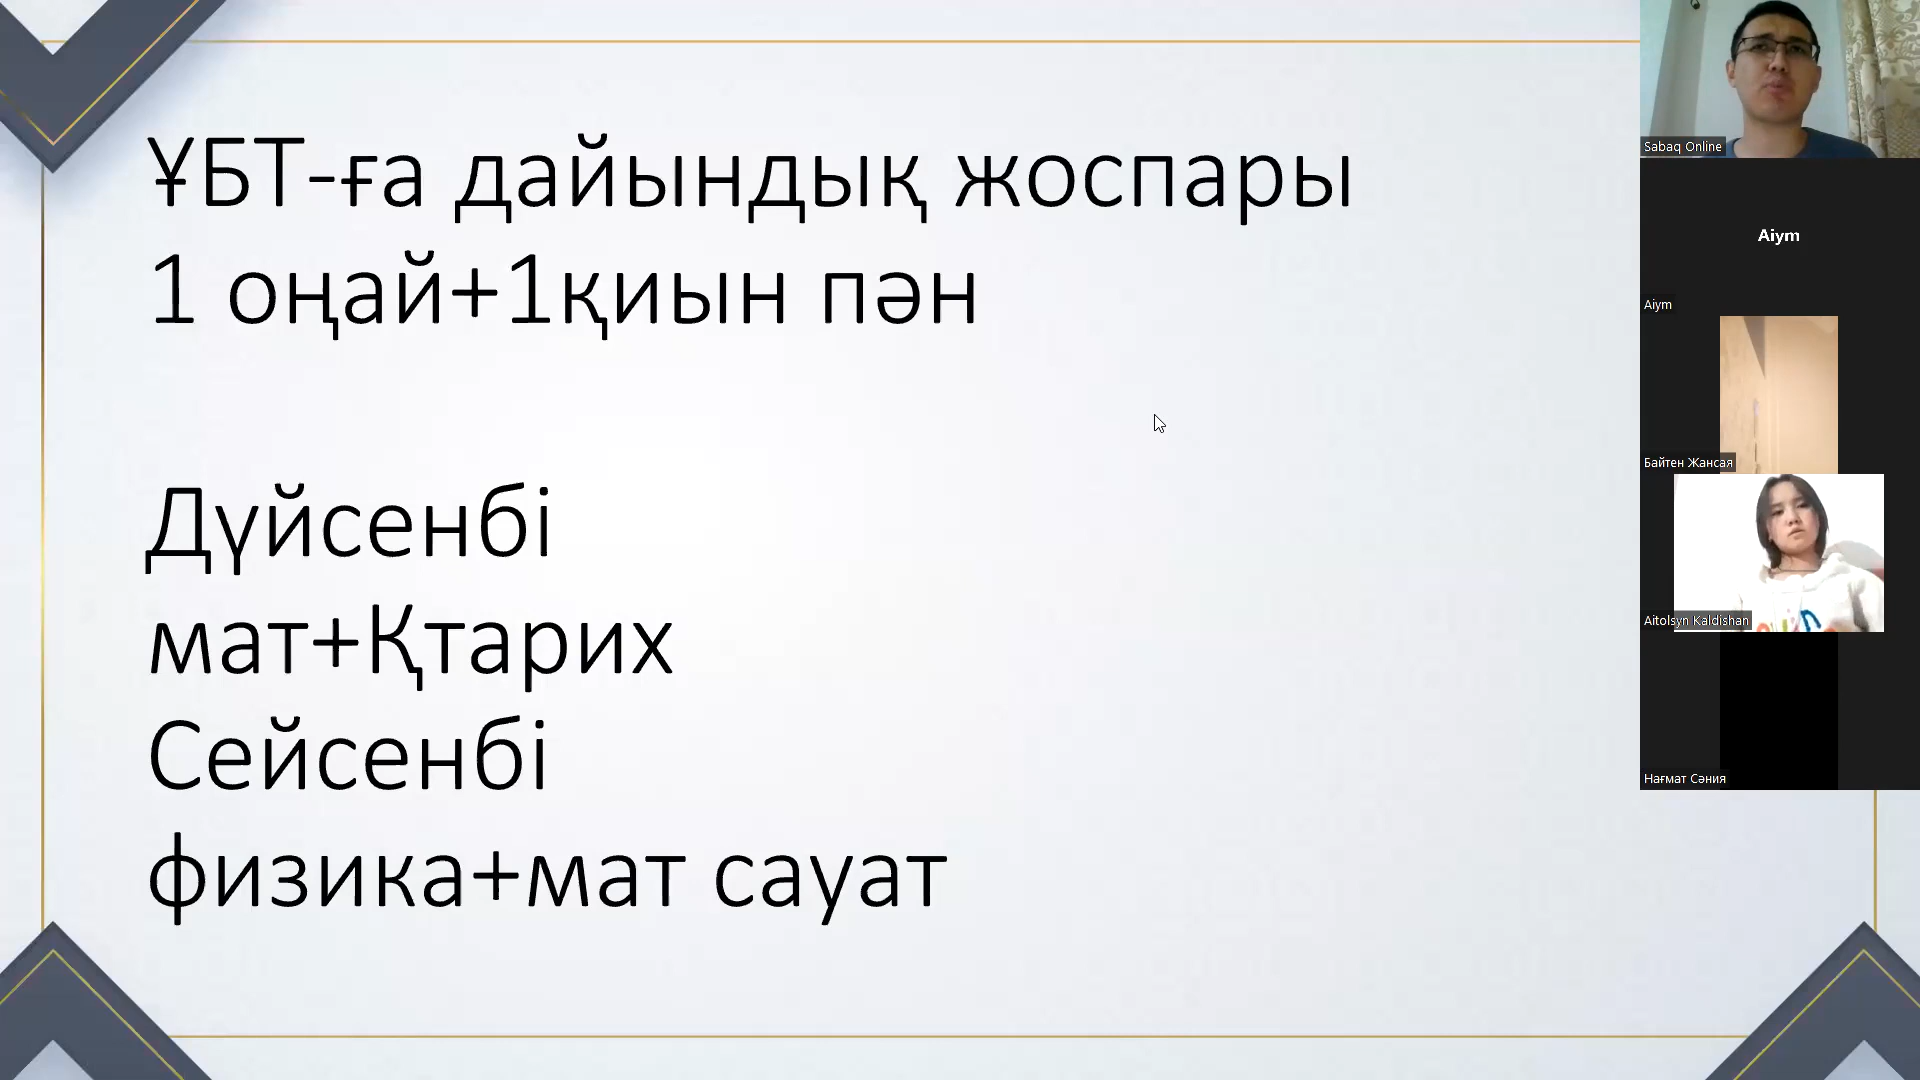 ҰБТ-ға дайындық жоспары
1 оңай+1қиын пән
Дүйсенбі
мат+Қтарих
Сейсенбі
физика+мат сауат
Sabaq Online
Aiym
Aiym
Байтен Жансая
Aitolsyn Kaldishan
Нағмат Сәния